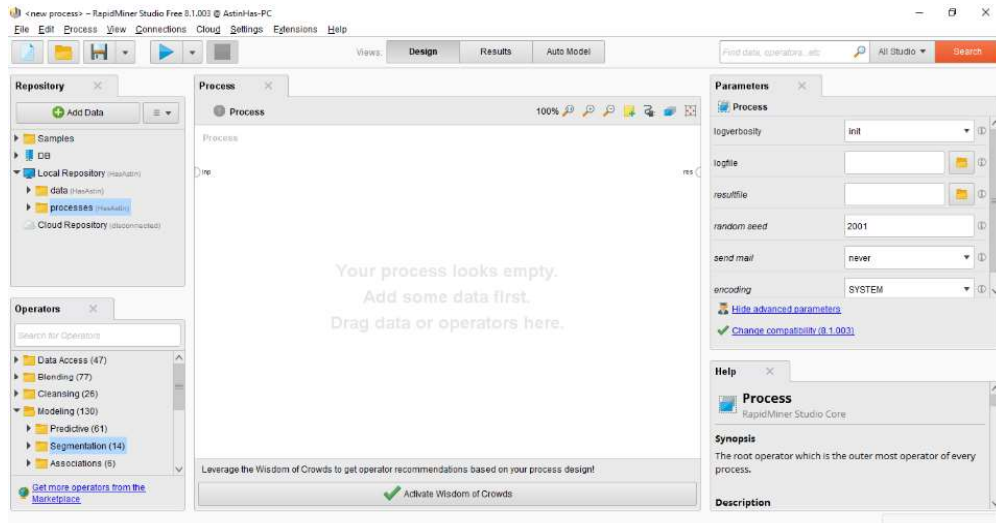 <new process> – RapidMiner Studio Free 8.1.003 @ AstinHas-PC
File Edit Process View Connections Cloud Settings Extensions Help
Views: Design Results Auto Model
Find data, operators...etc
All Studio
Search
Repository
Add Data
Samples
DB
Local Repository (HasAstin)
data (HasAstin)
processes (HasAstin)
Cloud Repository (disconnected)
Operators
Search for Operators
Data Access (47)
Blending (77)
Cleansing (26)
Modeling (130)
Predictive (61)
Segmentation (14)
Associations (5)
Get more operators from the
Marketplace
Process
Process
100%
Process
inp
res
Your process looks empty.
Add some data first.
Drag data or operators here.
Leverage the Wisdom of Crowds to get operator recommendations based on your process design!
Activate Wisdom of Crowds
Parameters
Process
logverbosity init
logfile
resultfile
random seed 2001
send mail never
encoding SYSTEM
Hide advanced parameters
Change compatibility (8.1.003)
Help
Process
RapidMiner Studio Core
Synopsis
The root operator which is the outer most operator of every
process.
Description